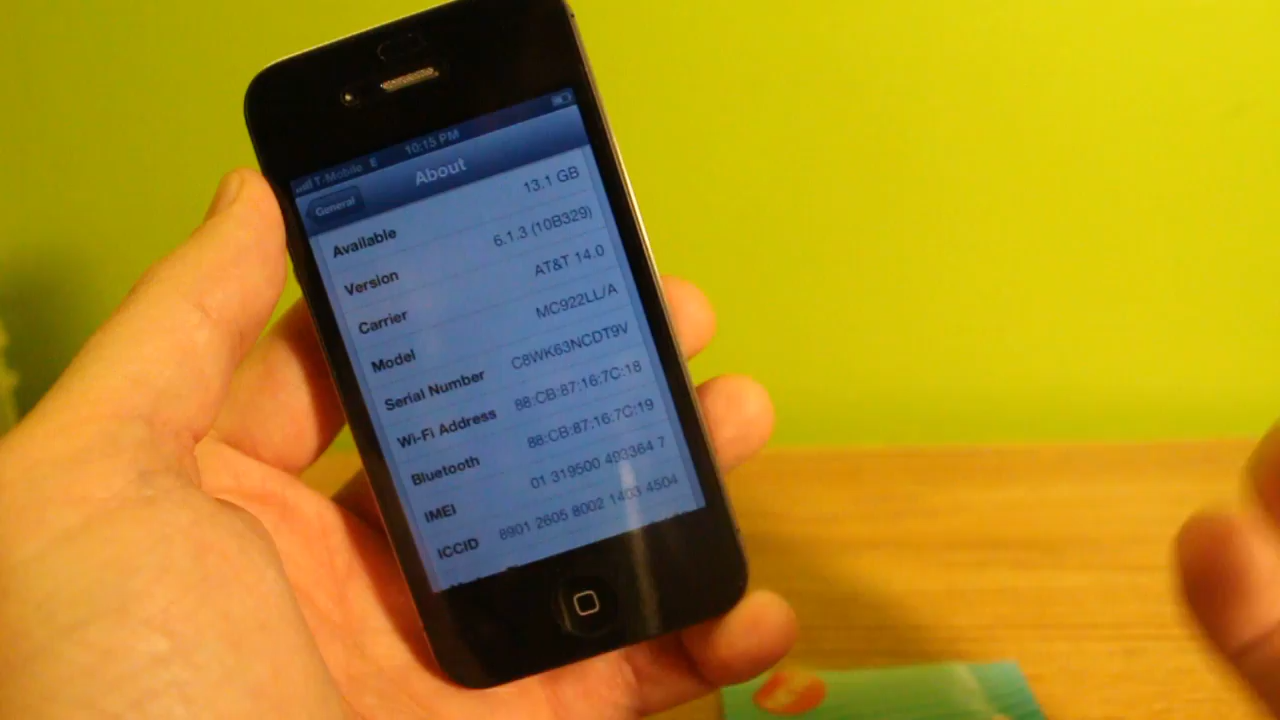 T-Mobile 10:15 PM
General About
Available 13.1 GB
Version 6.1.3 (10B329)
Carrier AT&T 14.0
Model MC922LL/A
Serial Number C8WK63NCDT9V
Wi-Fi Address 88:CB:87:16:7C:18
Bluetooth 88:CB:87:16:7C:19
IMEI 01 319500 493364 7
ICCID 8901 2605 8002 1403 4504